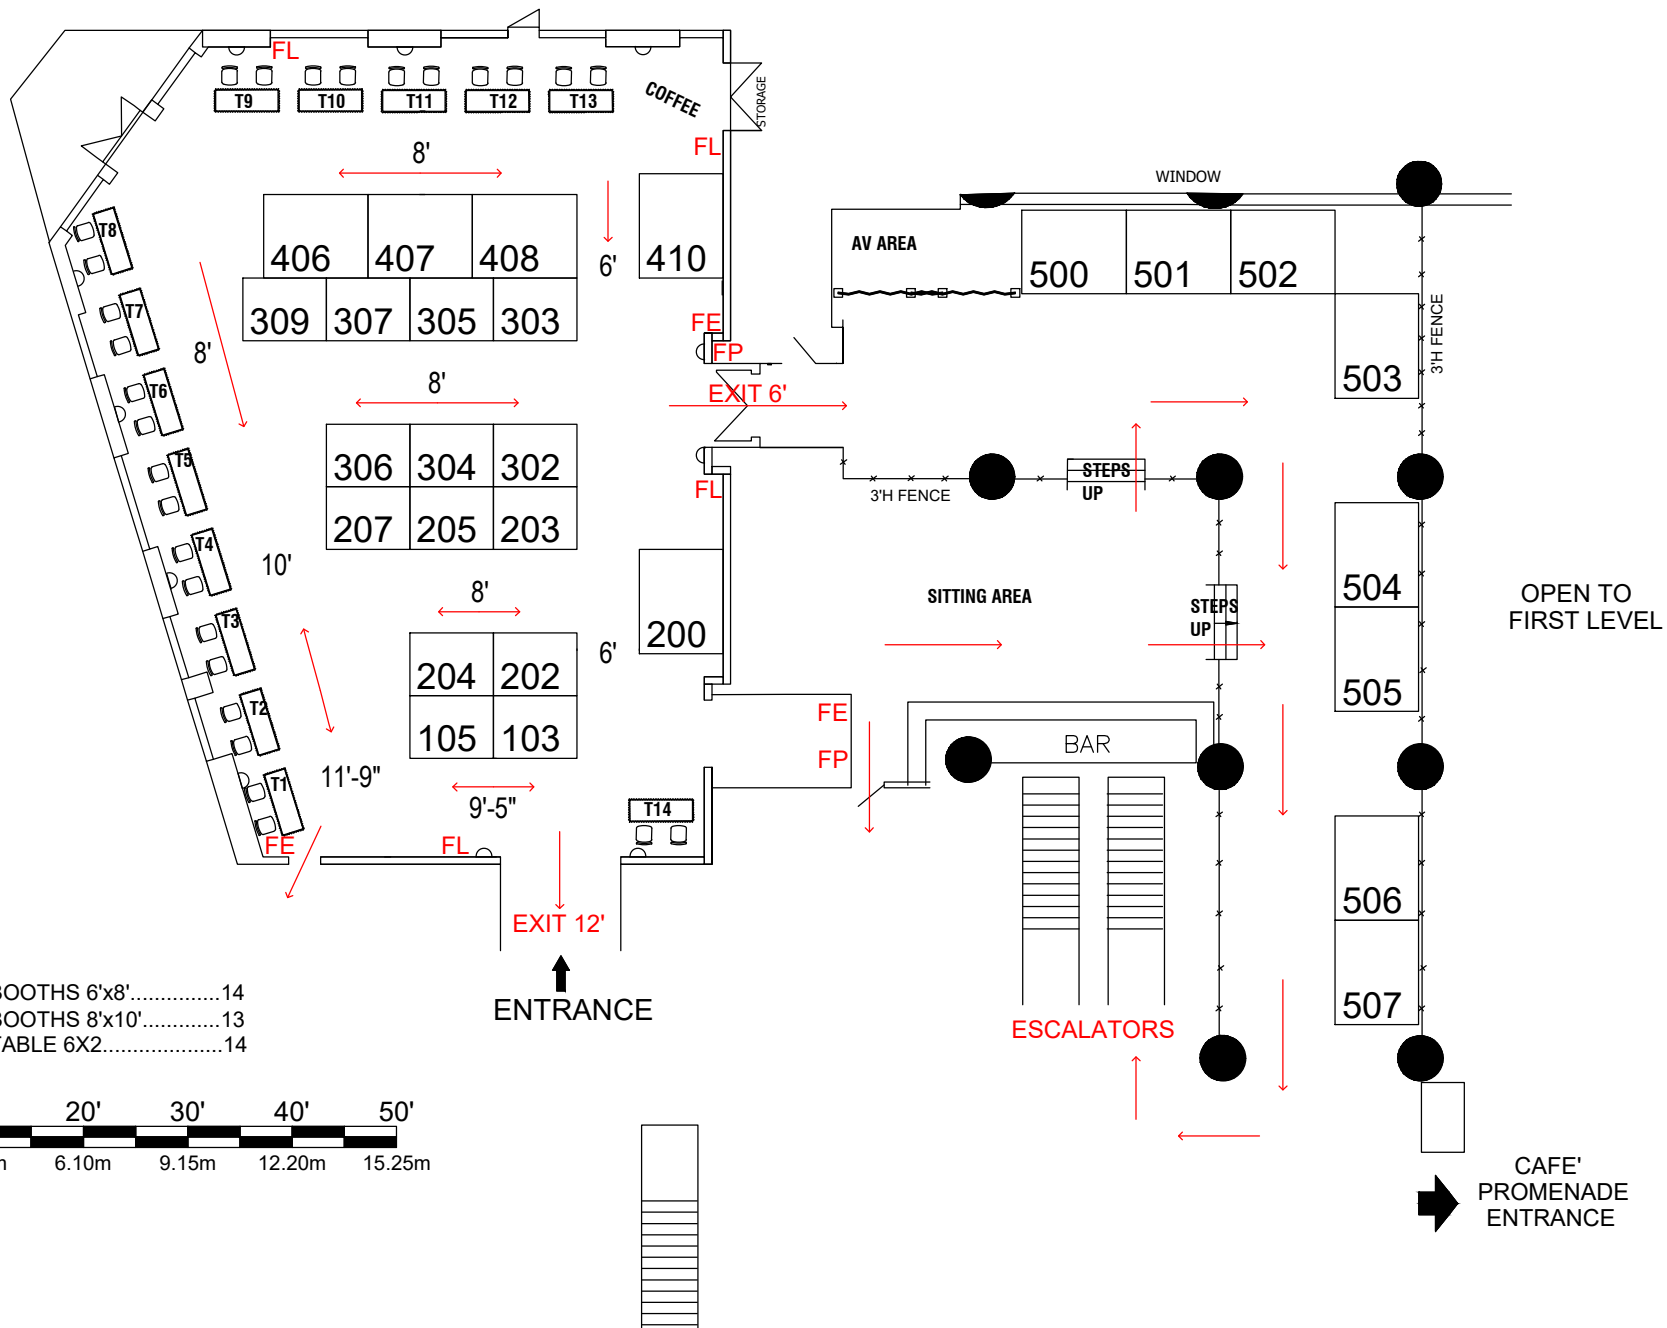 FL
T9
T10
T11
T12
T13
COFFEE
STORAGE
FL
8'
WINDOW
6'
406
407
408
410
AV AREA
500
501
502
T8
T7
8'
309
307
305
303
FE
FP
3'H FENCE
503
EXIT 6'
8'
T6
T5
306
304
302
FL
3'H FENCE
STEPS
UP
207
205
203
T4
10'
8'
SITTING AREA
STEPS
UP
504
OPEN TO
FIRST LEVEL
T3
200
6'
204
202
505
T2
105
103
FE
FP
BAR
T1
11'-9"
9'-5"
T14
FE
FL
EXIT 12'
506
ENTRANCE
507
ESCALATORS
BOOTHS 6'x8'...............14
BOOTHS 8'x10'.............13
TABLE 6X2....................14
20'
30'
40'
50'
6.10m
9.15m
12.20m
15.25m
CAFE'
PROMENADE
ENTRANCE